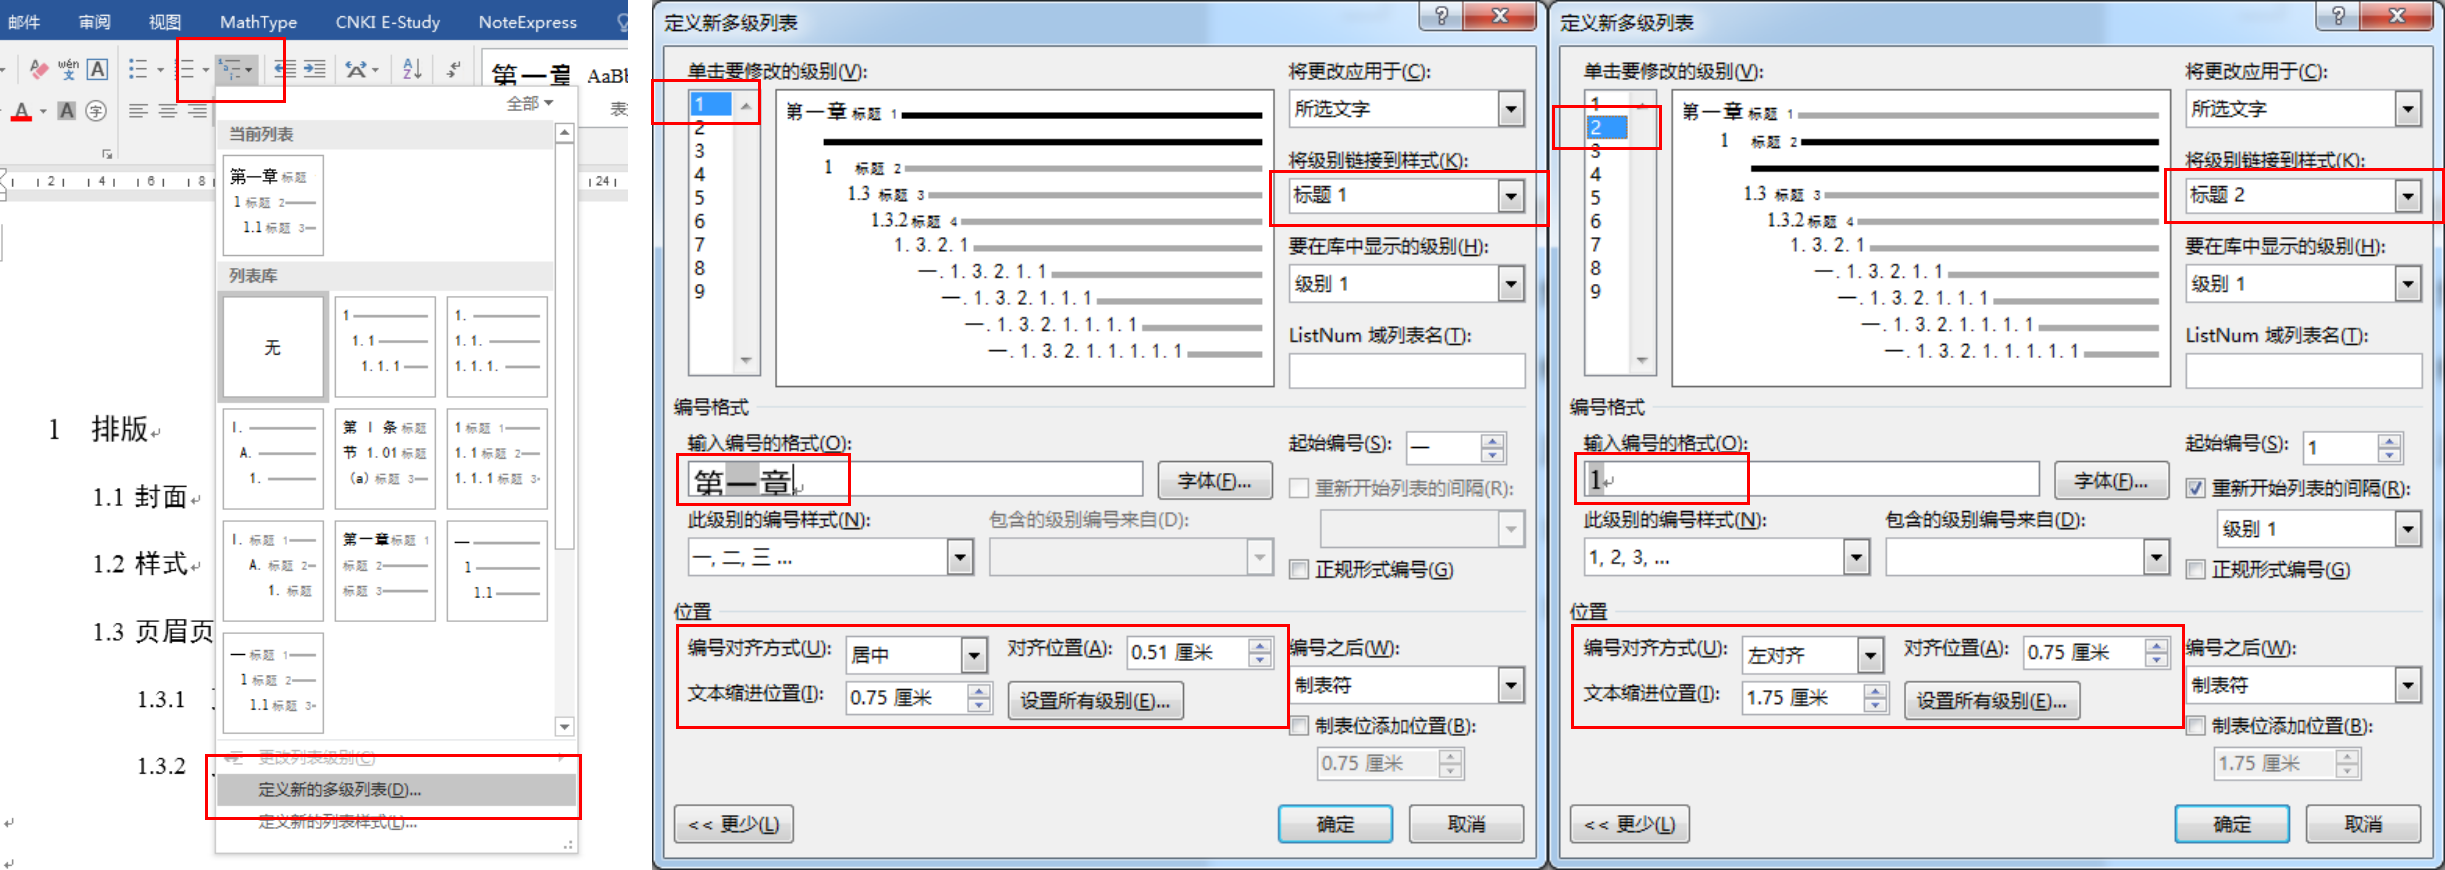 邮件 审阅 视图 MathType CNKI E-Study NoteExpress
wén
文 A
A A 字
A
Z
第一章 AaBb
全部
表
当前列表
第一章 标题
1 标题 2
1.1 标题 3
2 4 6 8 24
列表库
无
1
1.1
1.1.1
1.
1.1.
1.1.1.
I.
A.
1.
第 I 条 标题
节 1.01 标题
(a) 标题 3
1 标题 1
1.1 标题 2
1.1.1 标题 3
I. 标题 1
A. 标题 2
1. 标题
第一章 标题 1
标题 2
标题 3
一
1
1.1
一 标题 1
1 标题 2
1.1 标题 3
更改列表级别(C)
定义新的多级列表(D)...
定义新的列表样式(L)...
1 排版
1.1 封面
1.2 样式
1.3 页眉页
1.3.1
1.3.2
定义新多级列表
单击要修改的级别(V):
1
2
3
4
5
6
7
8
9
第一章 标题 1
1 标题 2
1.3 标题 3
1.3.2 标题 4
1. 3. 2. 1
一. 1. 3. 2. 1. 1
一. 1. 3. 2. 1. 1. 1
一. 1. 3. 2. 1. 1. 1. 1
一. 1. 3. 2. 1. 1. 1. 1. 1
将更改应用于(C):
所选文字
将级别链接到样式(K):
标题 1
要在库中显示的级别(H):
级别 1
ListNum 域列表名(T):
编号格式
输入编号的格式(O):
第一章
字体(F)...
起始编号(S): 一
重新开始列表的间隔(R):
此级别的编号样式(N):
一, 二, 三 ...
包含的级别编号来自(D):
正规形式编号(G)
位置
编号对齐方式(U): 居中 对齐位置(A): 0.51 厘米
文本缩进位置(I): 0.75 厘米 设置所有级别(E)...
编号之后(W):
制表符
制表位添加位置(B):
0.75 厘米
<< 更少(L) 确定 取消
定义新多级列表
单击要修改的级别(V):
1
2
3
4
5
6
7
8
9
第一章 标题 1
1 标题 2
1.3 标题 3
1.3.2 标题 4
1. 3. 2. 1
一. 1. 3. 2. 1. 1
一. 1. 3. 2. 1. 1. 1
一. 1. 3. 2. 1. 1. 1. 1
一. 1. 3. 2. 1. 1. 1. 1. 1
将更改应用于(C):
所选文字
将级别链接到样式(K):
标题 2
要在库中显示的级别(H):
级别 1
ListNum 域列表名(T):
编号格式
输入编号的格式(O):
1
字体(F)...
起始编号(S): 1
重新开始列表的间隔(R):
级别 1
此级别的编号样式(N):
1, 2, 3, ...
包含的级别编号来自(D):
正规形式编号(G)
位置
编号对齐方式(U): 左对齐 对齐位置(A): 0.75 厘米
文本缩进位置(I): 1.75 厘米 设置所有级别(E)...
编号之后(W):
制表符
制表位添加位置(B):
1.75 厘米
<< 更少(L) 确定 取消